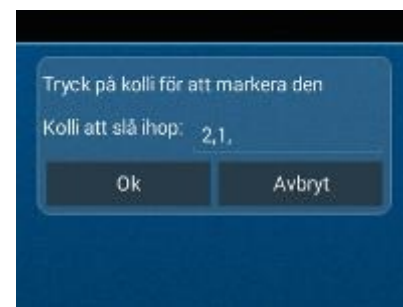 Tryck på kolli för att markera den
Kolli att slå ihop: 2,1,
Ok Avbryt